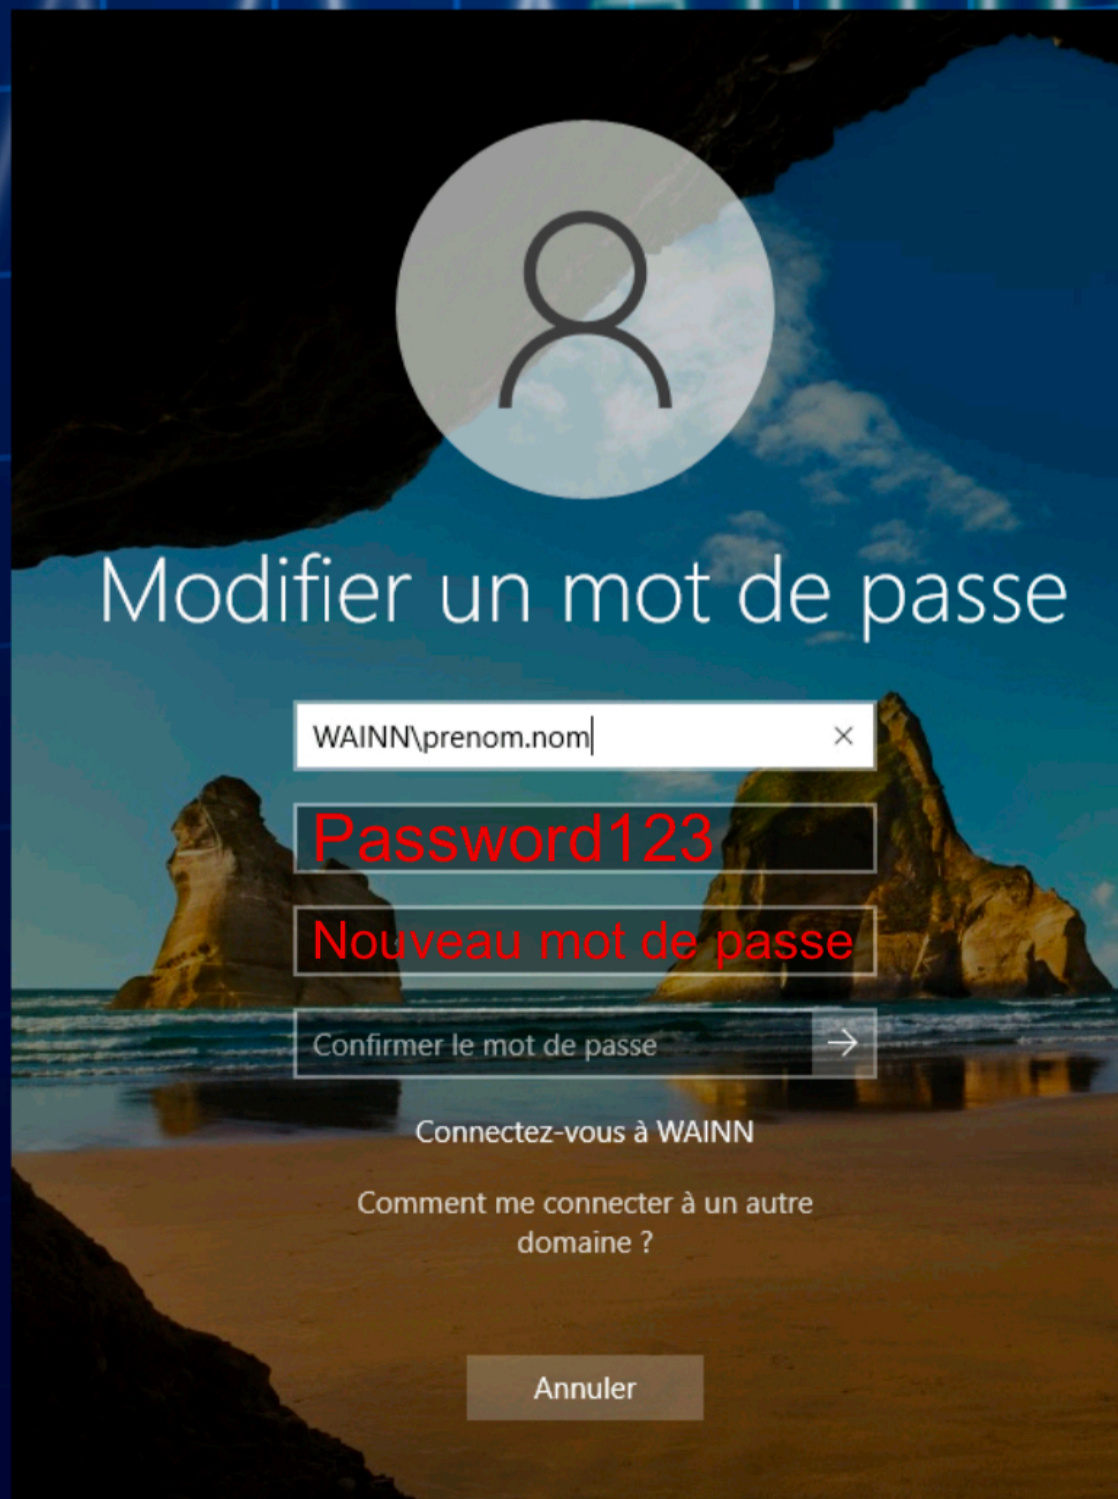 Modifier un mot de passe
WAINN\prenom.nom
Password123
Nouveau mot de passe
Confirmer le mot de passe
Connectez-vous à WAINN
Comment me connecter à un autre
domaine ?
Annuler